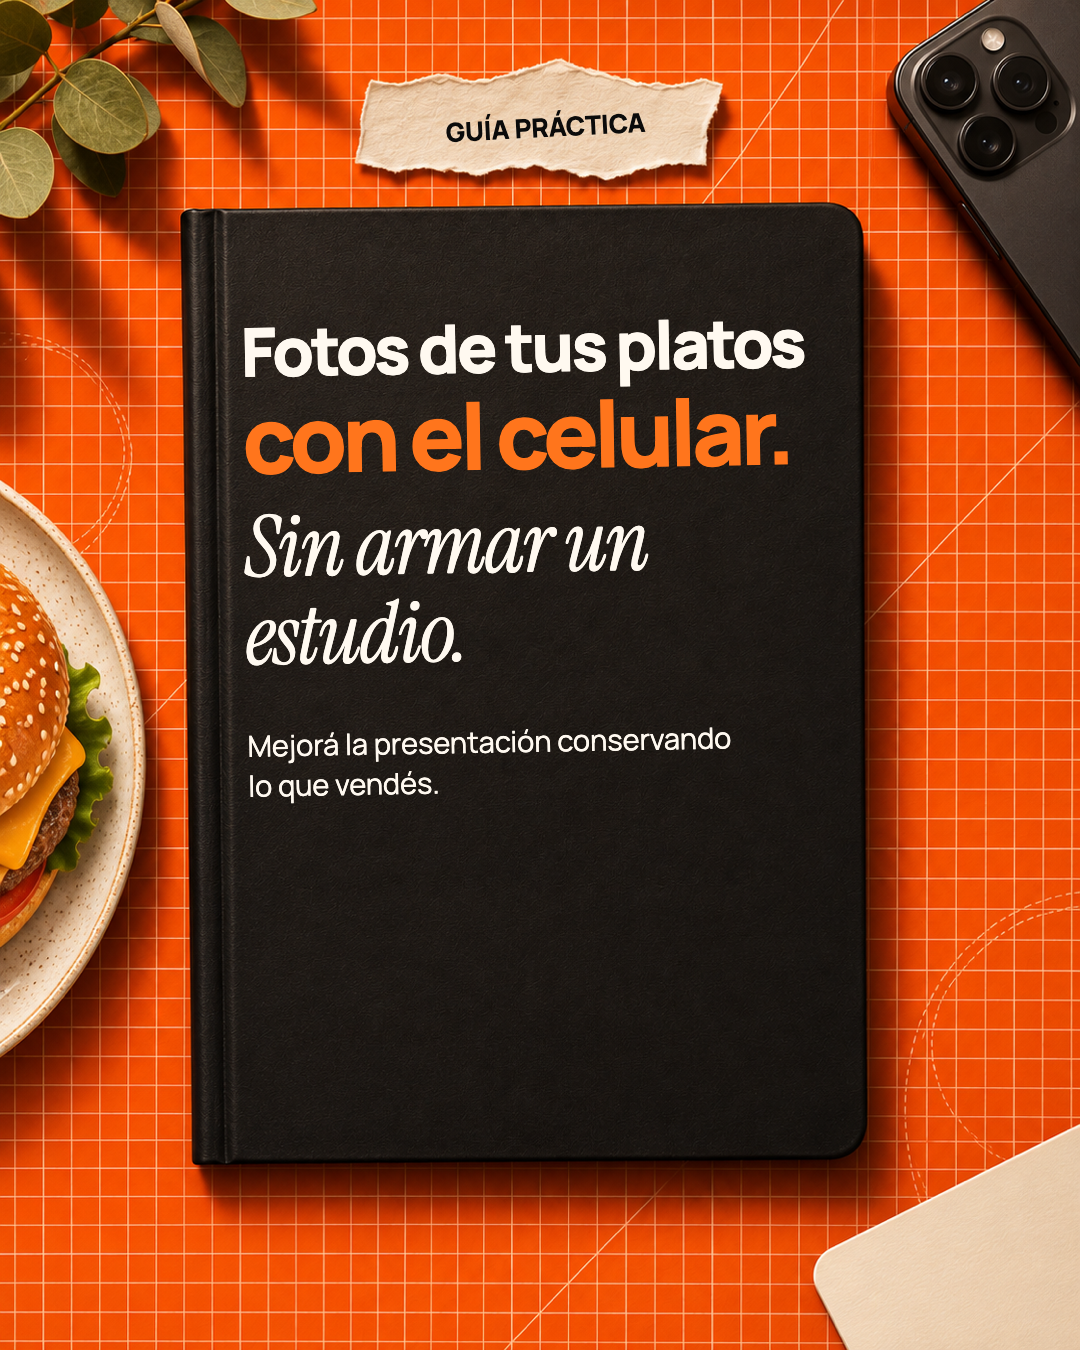 GUÍA PRÁCTICA
Fotos de tus platos
con el celular.
Sin armar un
estudio.
Mejorá la presentación conservando
lo que vendés.